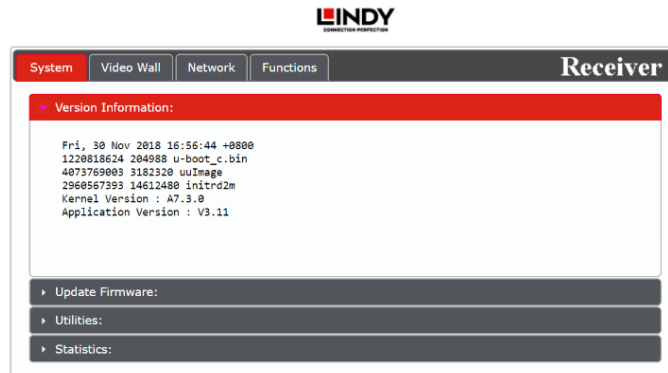 LINDY
CONNECTION PERFECTION
System Video Wall Network Functions Receiver
Version Information:
Fri, 30 Nov 2018 16:56:44 +0800
1220818624 204988 u-boot_c.bin
4073769003 3182320 uuImage
2960567393 14612480 initrd2m
Kernel Version : A7.3.0
Application Version : V3.11
Update Firmware:
Utilities:
Statistics: